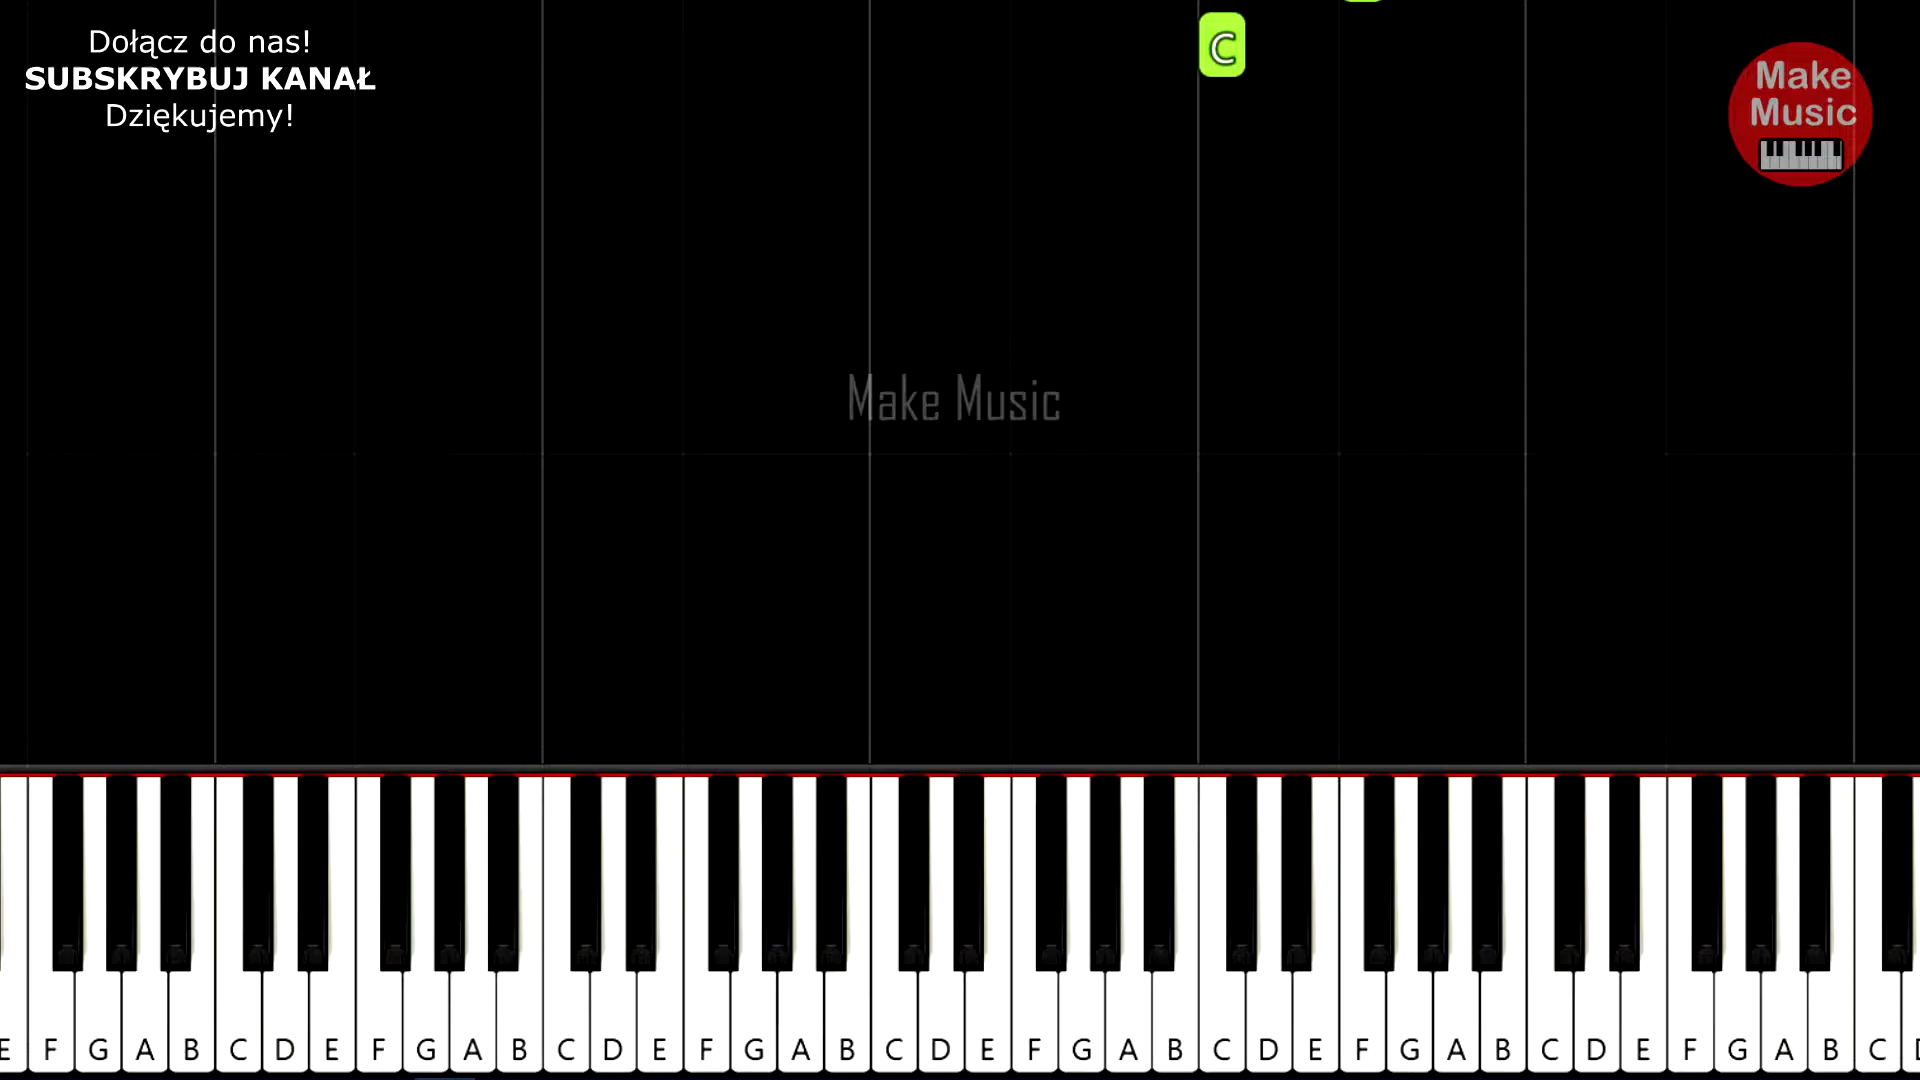 Dołącz do nas!
SUBSKRYBUJ KANAŁ
Dziękujemy!
C
Make
Music
Make Music
E F G A B C D E F G A B C D E F G A B C D E F G A B C D E F G A B C D E F G A B C D